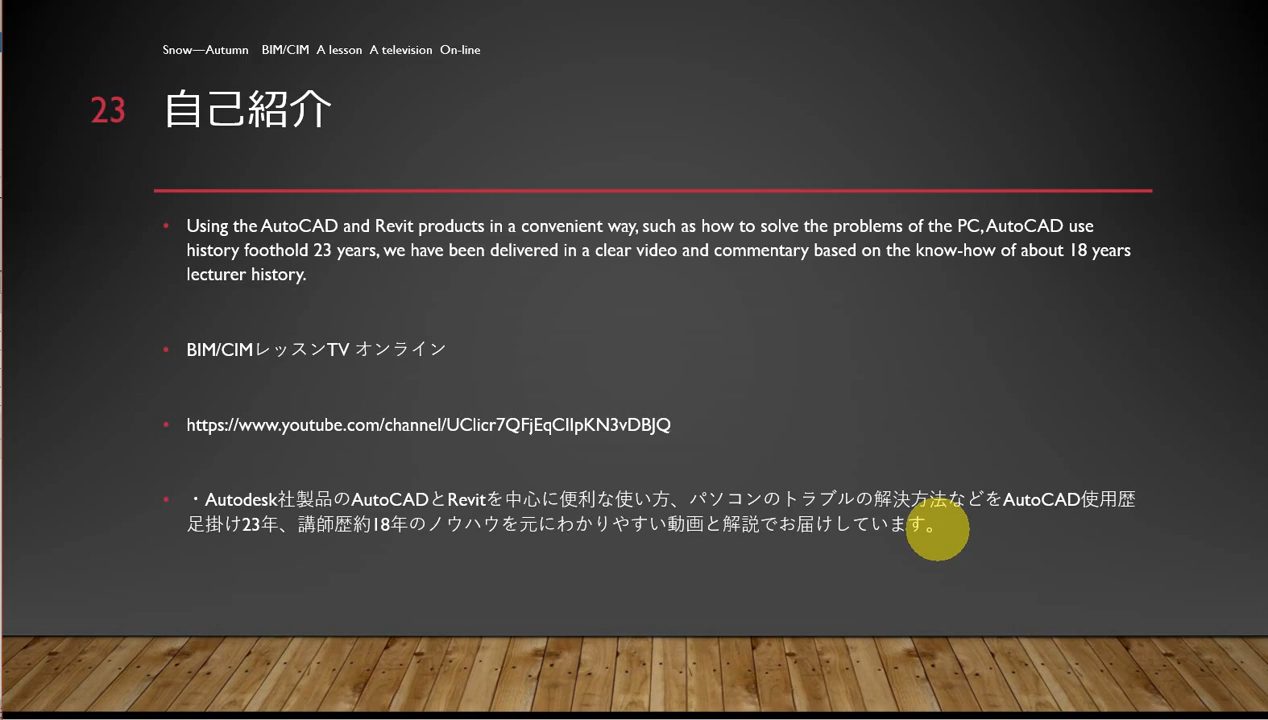 Snow—Autumn BIM/CIM A lesson A television On-line
23 自己紹介
• Using the AutoCAD and Revit products in a convenient way, such as how to solve the problems of the PC, AutoCAD use
history foothold 23 years, we have been delivered in a clear video and commentary based on the know-how of about 18 years
lecturer history.
• BIM/CIMレッスンTV オンライン
• https://www.youtube.com/channel/UClicr7QFjEqCIlpKN3vDBJQ
• ・Autodesk社製品のAutoCADとRevitを中心に便利な使い方、パソコンのトラブルの解決方法などをAutoCAD使用歴
足掛け23年、講師歴約18年のノウハウを元にわかりやすい動画と解説でお届けしています。